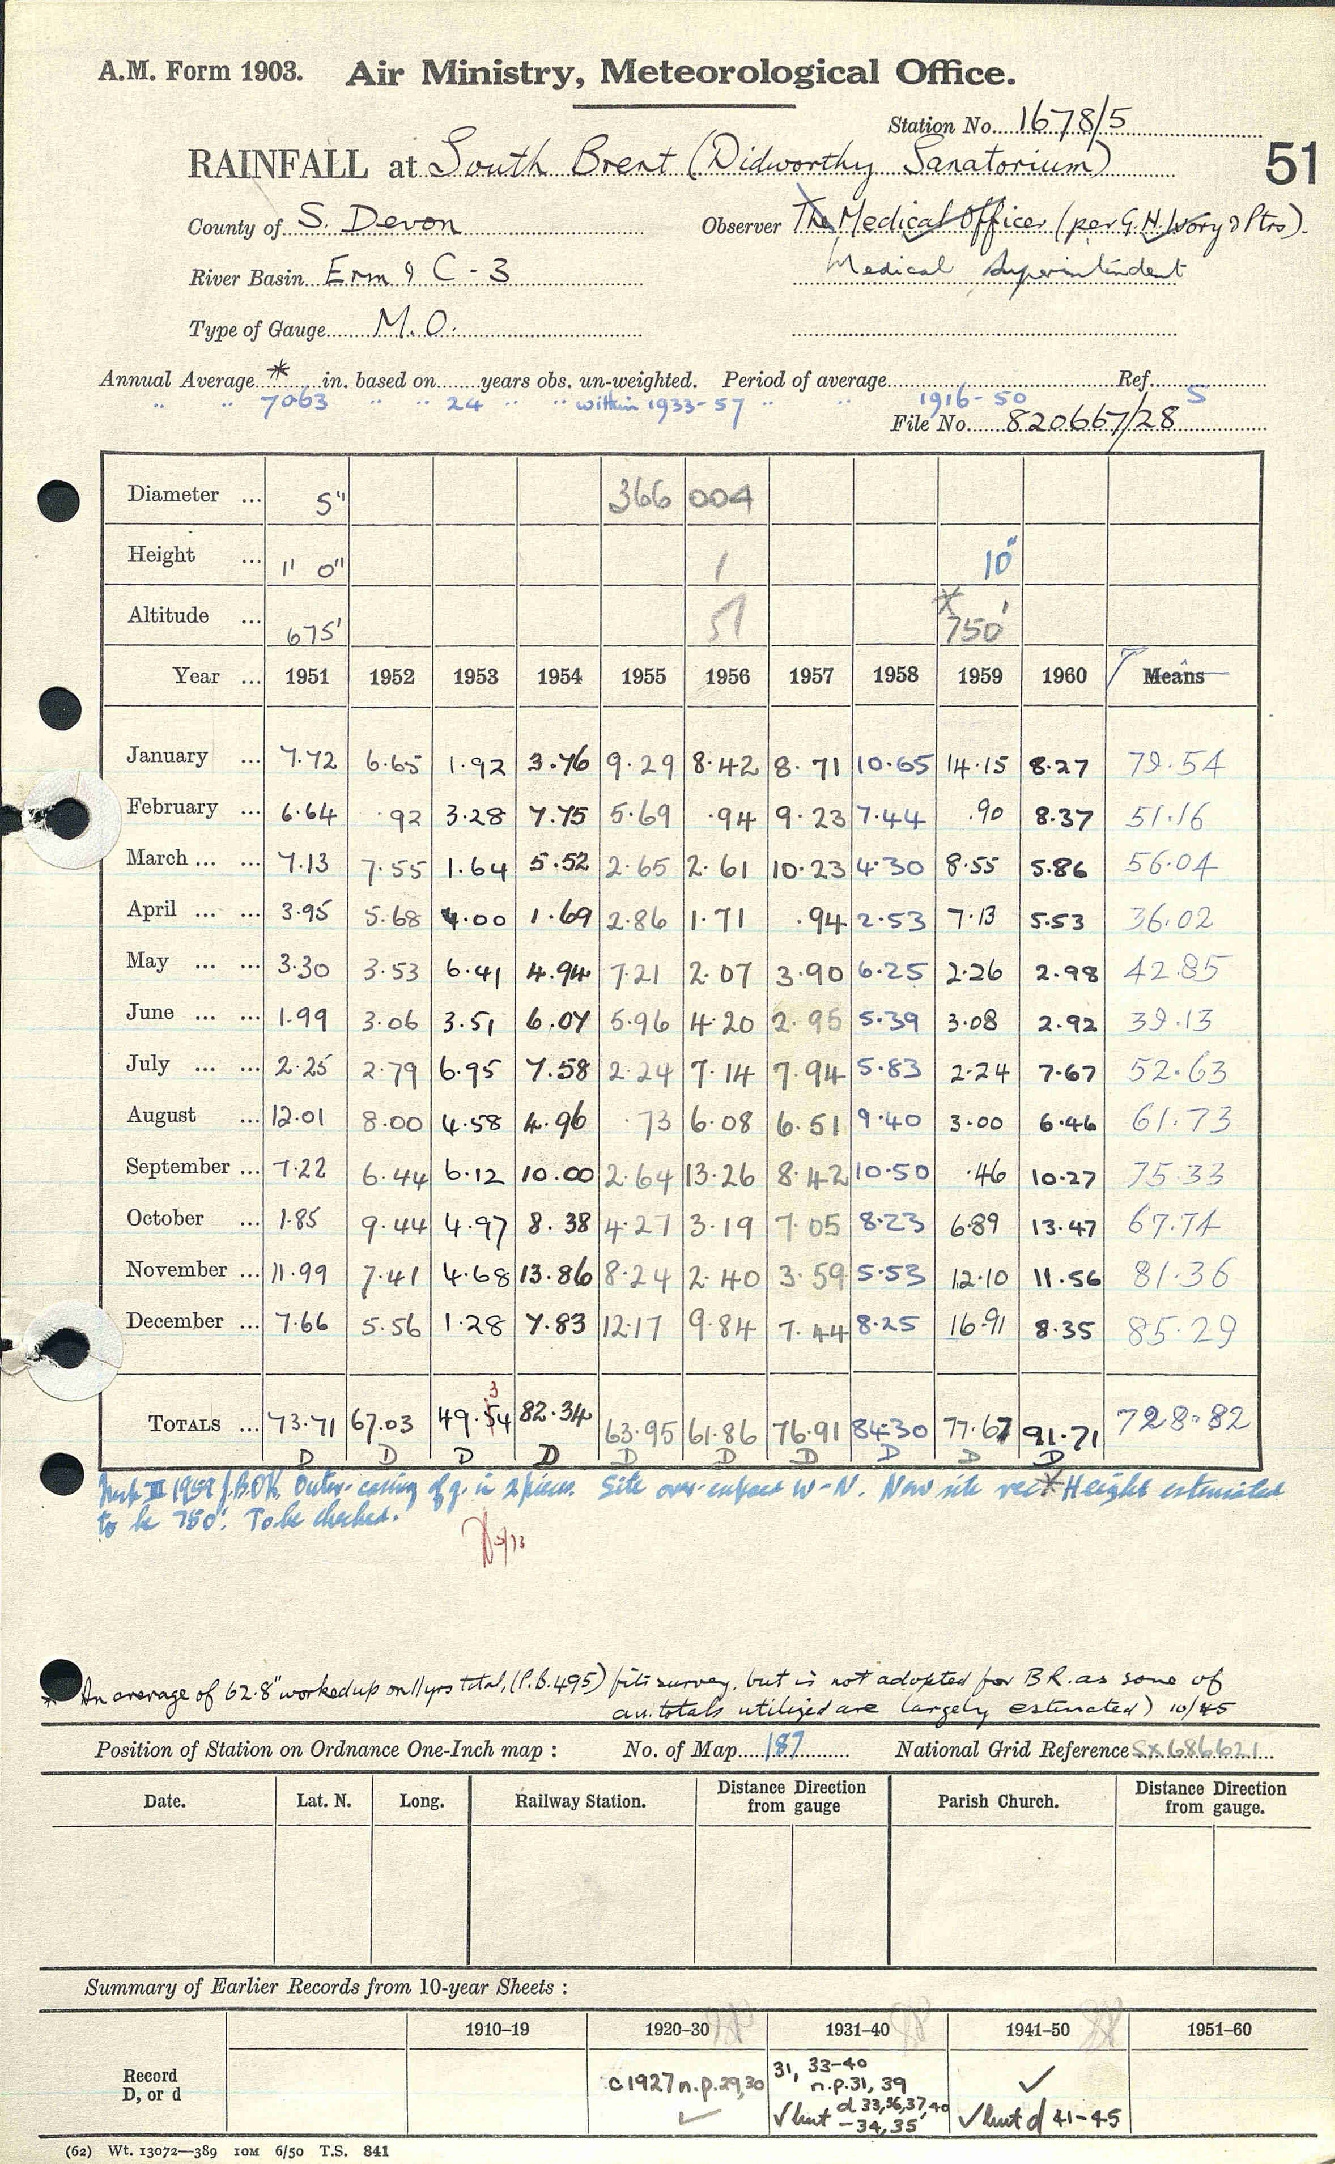 A.M. Form 1903. Air Ministry, Meteorological Office.
Station No. 1678/5
RAINFALL at South Brent (Didworthy Sanatorium) 51
County of S. Devon Observer The Medical Officer (per G.H. Ivory & Ptrs)
River Basin Erm & C-3 Medical Superintendent
Type of Gauge M.O.
Annual Average * in. based on years obs. un-weighted. Period of average Ref.
" " 7063 " " 24 " " within 1933-57 " " 1916-50 5
File No. 820667/28
Diameter ... 5" 366 004
Height ... 1' 0" 1 10"
Altitude ... 675' 51 * 750'
Year ... 1951 1952 1953 1954 1955 1956 1957 1958 1959 1960 Means
January ... 7.72 6.65 1.92 3.76 9.29 8.42 8.71 10.65 14.15 8.27 79.54
February ... 6.64 .92 3.28 7.75 5.69 .94 9.23 7.44 .90 8.37 51.16
March ... ... 7.13 7.55 1.64 5.52 2.65 2.61 10.23 4.30 8.55 5.86 56.04
April ... ... 3.95 5.68 4.00 1.69 2.86 1.71 .94 2.53 7.13 5.53 36.02
May ... ... 3.30 3.53 6.41 4.94 7.21 2.07 3.90 6.25 2.26 2.98 42.85
June ... ... 1.99 3.06 3.51 6.07 5.96 4.20 2.95 5.39 3.08 2.92 39.13
July ... ... 2.25 2.79 6.95 7.58 2.24 7.14 7.94 5.83 2.24 7.67 52.63
August ... 12.01 8.00 4.58 4.96 .73 6.08 6.51 9.40 3.00 6.46 61.73
September ... 7.22 6.44 6.12 10.00 2.64 13.26 8.42 10.50 .46 10.27 75.33
October ... 1.85 9.44 4.97 8.38 4.27 3.19 7.05 8.23 6.89 13.47 67.74
November ... 11.99 7.41 4.68 13.86 8.24 2.40 3.59 5.53 12.10 11.56 81.36
December ... 7.66 5.56 1.28 7.83 12.17 9.84 7.44 8.25 16.91 8.35 85.29
3
TOTALS ... 73.71 67.03 49.54 82.34 63.95 61.86 76.91 84.30 77.67 91.71 728.82
D D D D D D D D D D
III 1959 Outer casing of g. in 2 pieces. Site over-exposed W-N. New site rec * Height estimated
to be 750'. To be checked.
* An average of 62.8" worked up on 11 yrs total, (P.B.495) fits survey, but is not adopted for B.R. as some of
an. totals utilized are largely estimated) 10/45
Position of Station on Ordnance One-Inch map : No. of Map 187 National Grid Reference SX686621
Date. Lat. N. Long. Railway Station. Distance Direction from gauge Parish Church. Distance Direction from gauge.
Summary of Earlier Records from 10-year Sheets :
1910–19 1920–30 1931–40 1941–50 1951–60
Record c1927 n.p.29,30 31, 33-40 ✓
D, or d ✓ n.p.31, 39
✓ but d 33,36,37,40 ✓ but d 41-45
-34,35
(62) Wt. 13072—389 10M 6/50 T.S. 841